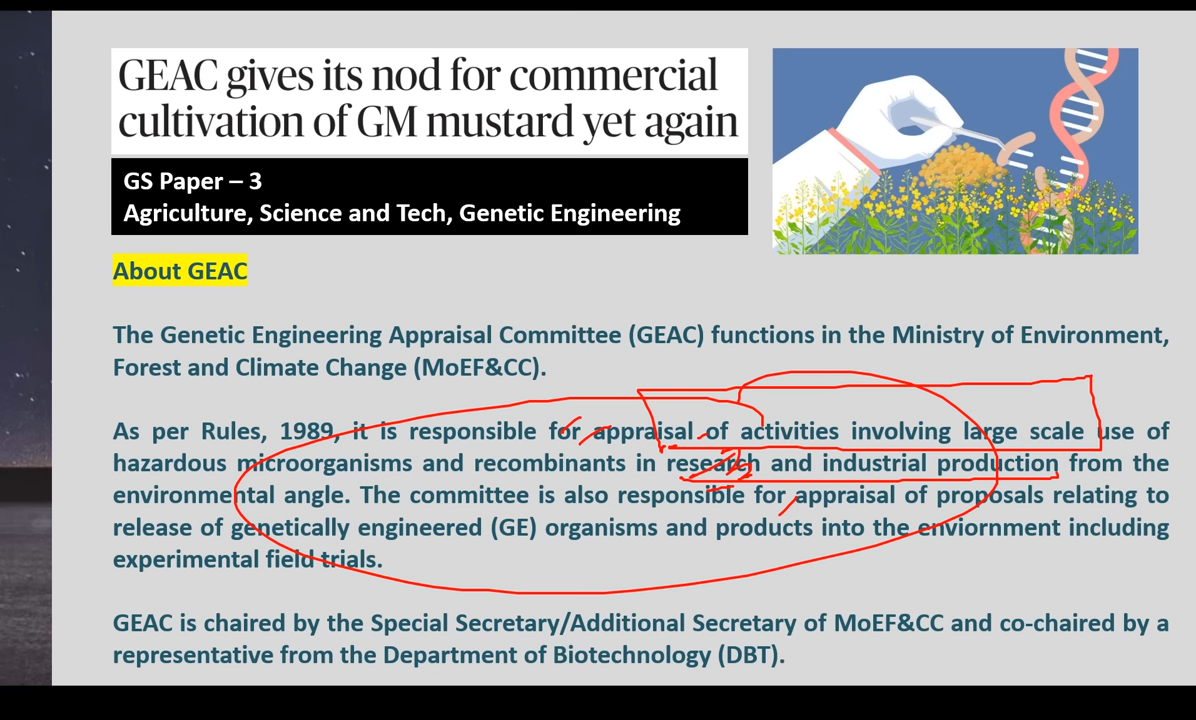 GEAC gives its nod for commercial
cultivation of GM mustard yet again
GS Paper – 3
Agriculture, Science and Tech, Genetic Engineering
About GEAC
The Genetic Engineering Appraisal Committee (GEAC) functions in the Ministry of Environment,
Forest and Climate Change (MoEF&CC).
As per Rules, 1989, it is responsible for appraisal of activities involving large scale use of
hazardous microorganisms and recombinants in research and industrial production from the
environmental angle. The committee is also responsible for appraisal of proposals relating to
release of genetically engineered (GE) organisms and products into the enviornment including
experimental field trials.
GEAC is chaired by the Special Secretary/Additional Secretary of MoEF&CC and co-chaired by a
representative from the Department of Biotechnology (DBT).